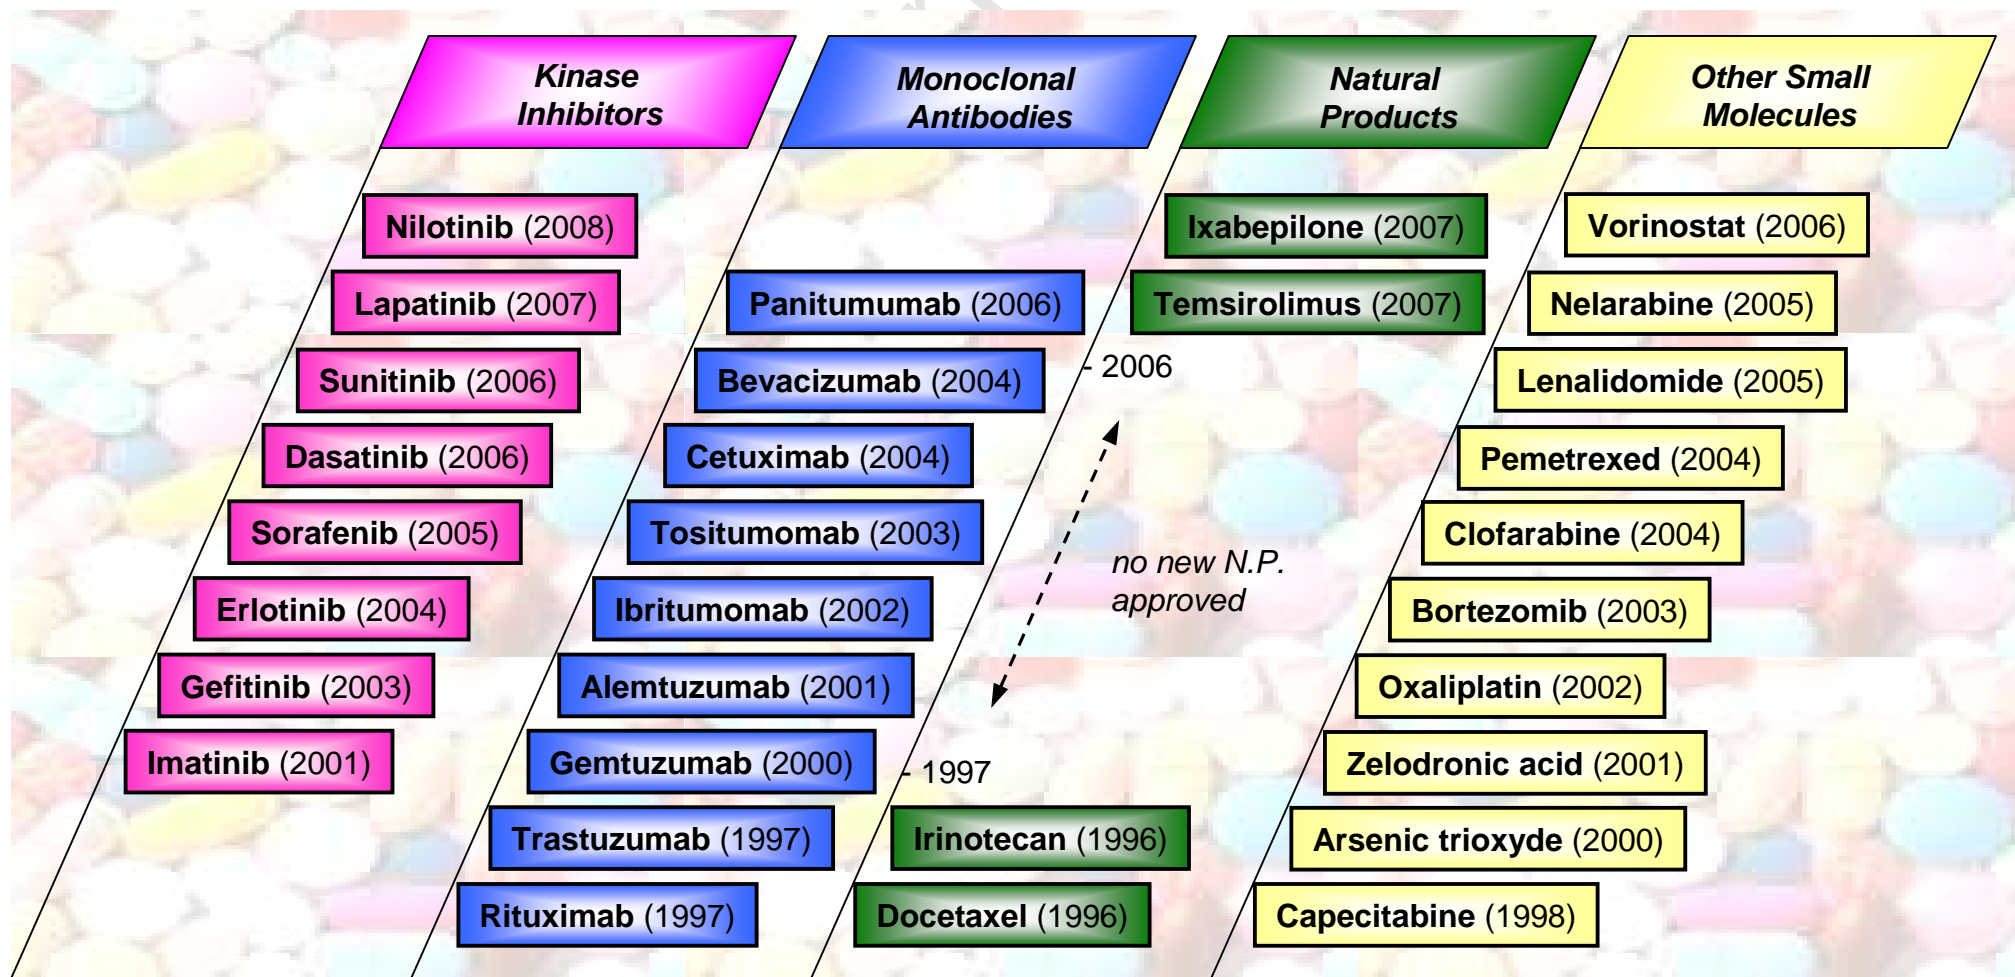 Kinase
Inhibitors
Monoclonal
Antibodies
Natural
Products
Other Small
Molecules
Nilotinib (2008)
Lapatinib (2007)
Sunitinib (2006)
Dasatinib (2006)
Sorafenib (2005)
Erlotinib (2004)
Gefitinib (2003)
Imatinib (2001)
Panitumumab (2006)
Bevacizumab (2004)
Cetuximab (2004)
Tositumomab (2003)
Ibritumomab (2002)
Alemtuzumab (2001)
Gemtuzumab (2000)
Trastuzumab (1997)
Rituximab (1997)
Ixabepilone (2007)
Temsirolimus (2007)
- 2006
no new N.P.
approved
- 1997
Irinotecan (1996)
Docetaxel (1996)
Vorinostat (2006)
Nelarabine (2005)
Lenalidomide (2005)
Pemetrexed (2004)
Clofarabine (2004)
Bortezomib (2003)
Oxaliplatin (2002)
Zelodronic acid (2001)
Arsenic trioxyde (2000)
Capecitabine (1998)